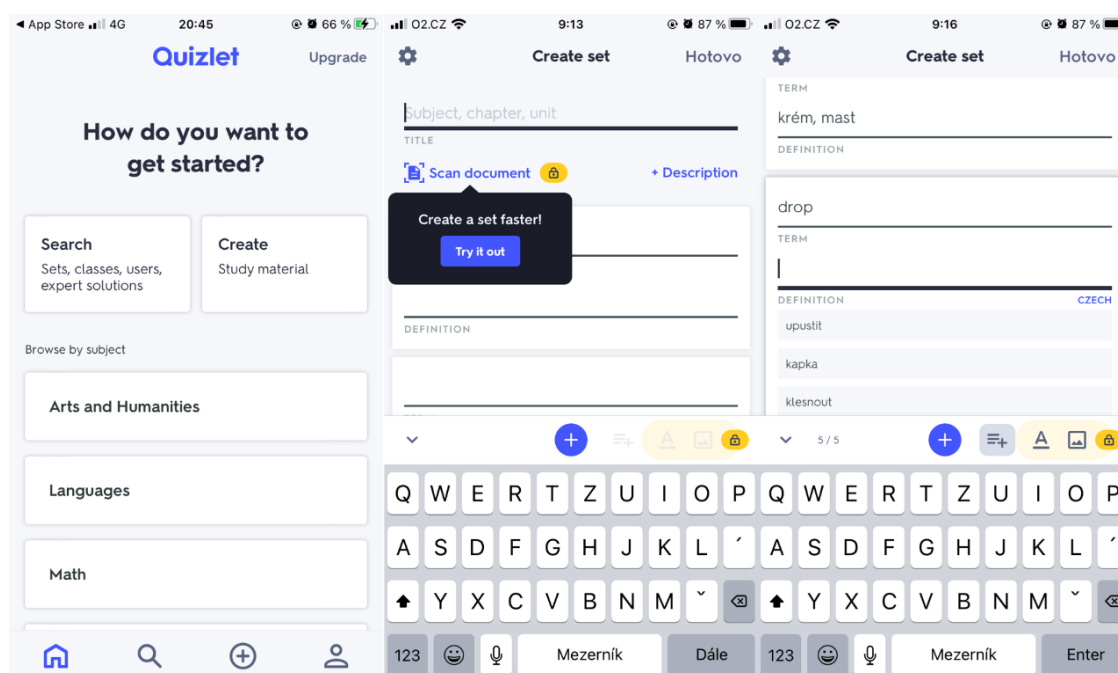 App Store 4G 20:45 66 %
Quizlet
Upgrade
How do you want to
get started?
Search
Sets, classes, users,
expert solutions
Create
Study material
Browse by subject
Arts and Humanities
Languages
Math
O2.CZ 9:13 87 %
Create set
Hotovo
Subject, chapter, unit
TITLE
Scan document
+ Description
Create a set faster!
Try it out
DEFINITION
Q W E R T Z U I O P
A S D F G H J K L ´
Y X C V B N M ˇ
123 Mezerník Dále
O2.CZ 9:16 87 %
Create set
Hotovo
TERM
krém, mast
DEFINITION
drop
TERM
DEFINITION
CZECH
upustit
kapka
klesnout
5/5
A
Q W E R T Z U I O P
A S D F G H J K L ´
Y X C V B N M ˇ
123 Mezerník Enter